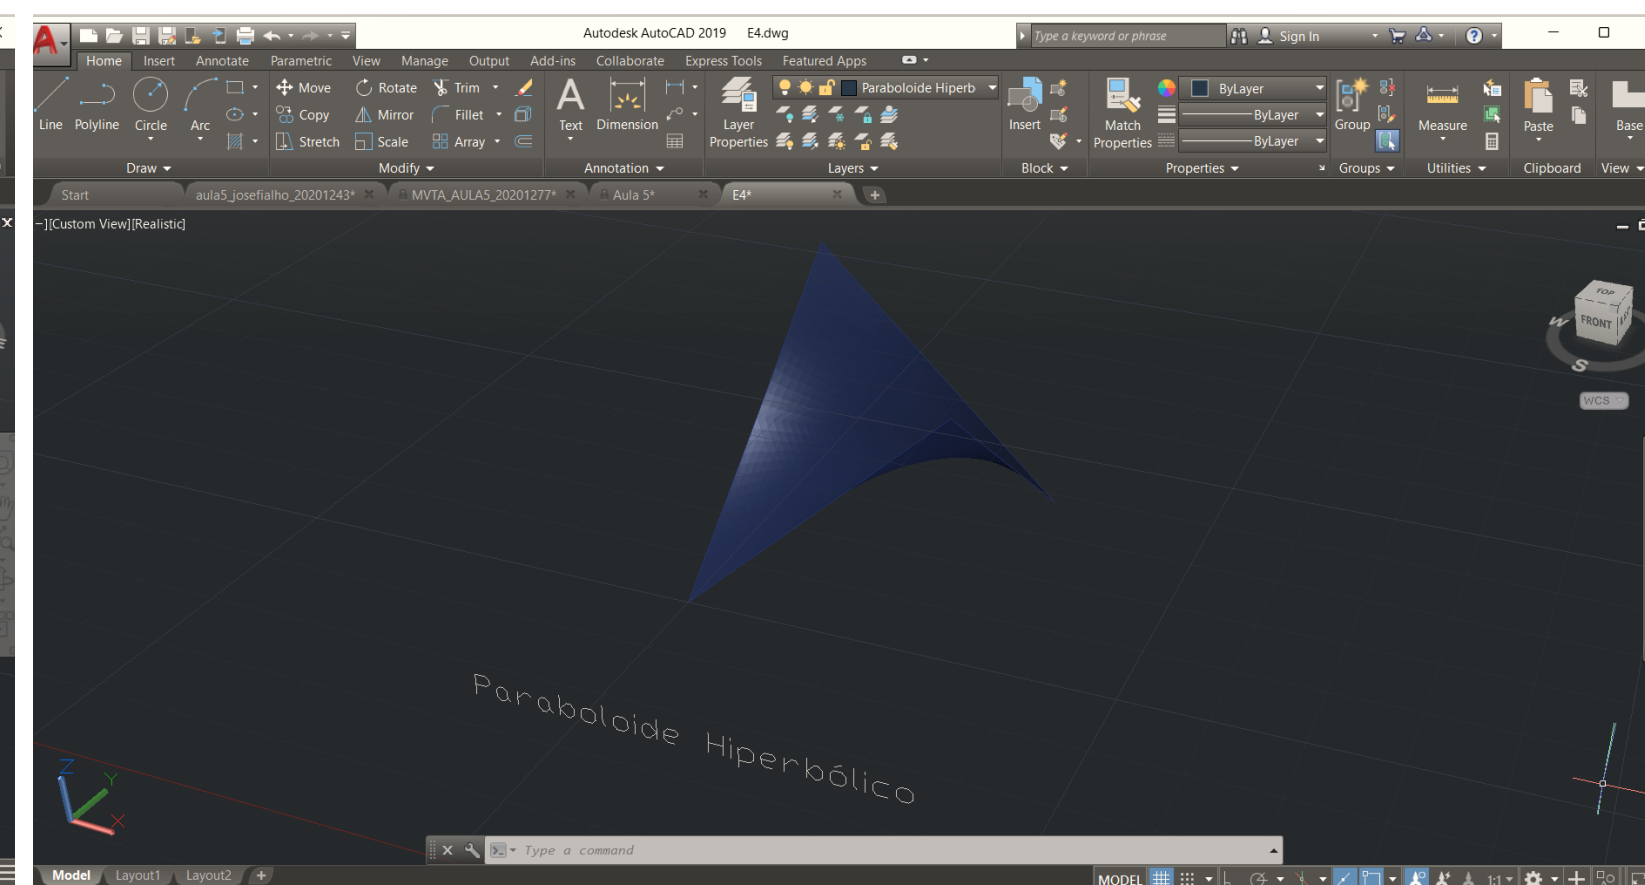 Autodesk AutoCAD 2019 E4.dwg
Type a keyword or phrase
Sign In
Home Insert Annotate Parametric View Manage Output Add-ins Collaborate Express Tools Featured Apps
Move Rotate Trim
Paraboloide Hiperb
ByLayer
Copy Mirror Fillet
ByLayer
Line Polyline Circle Arc
Text Dimension
Layer
Properties
Insert
Match
Properties
Group
Measure
Paste
Base
Stretch Scale Array
ByLayer
Draw Modify Annotation Layers Block Properties Groups Utilities Clipboard View
Start aula5_josefialho_20201243* MVTA_AULA5_20201277* Aula 5* E4*
–][Custom View][Realistic]
TOP
FRONT
W
S
WCS
Paraboloide Hiperbólico
Z
Y
X
Type a command
Model Layout1 Layout2
MODEL
1:1